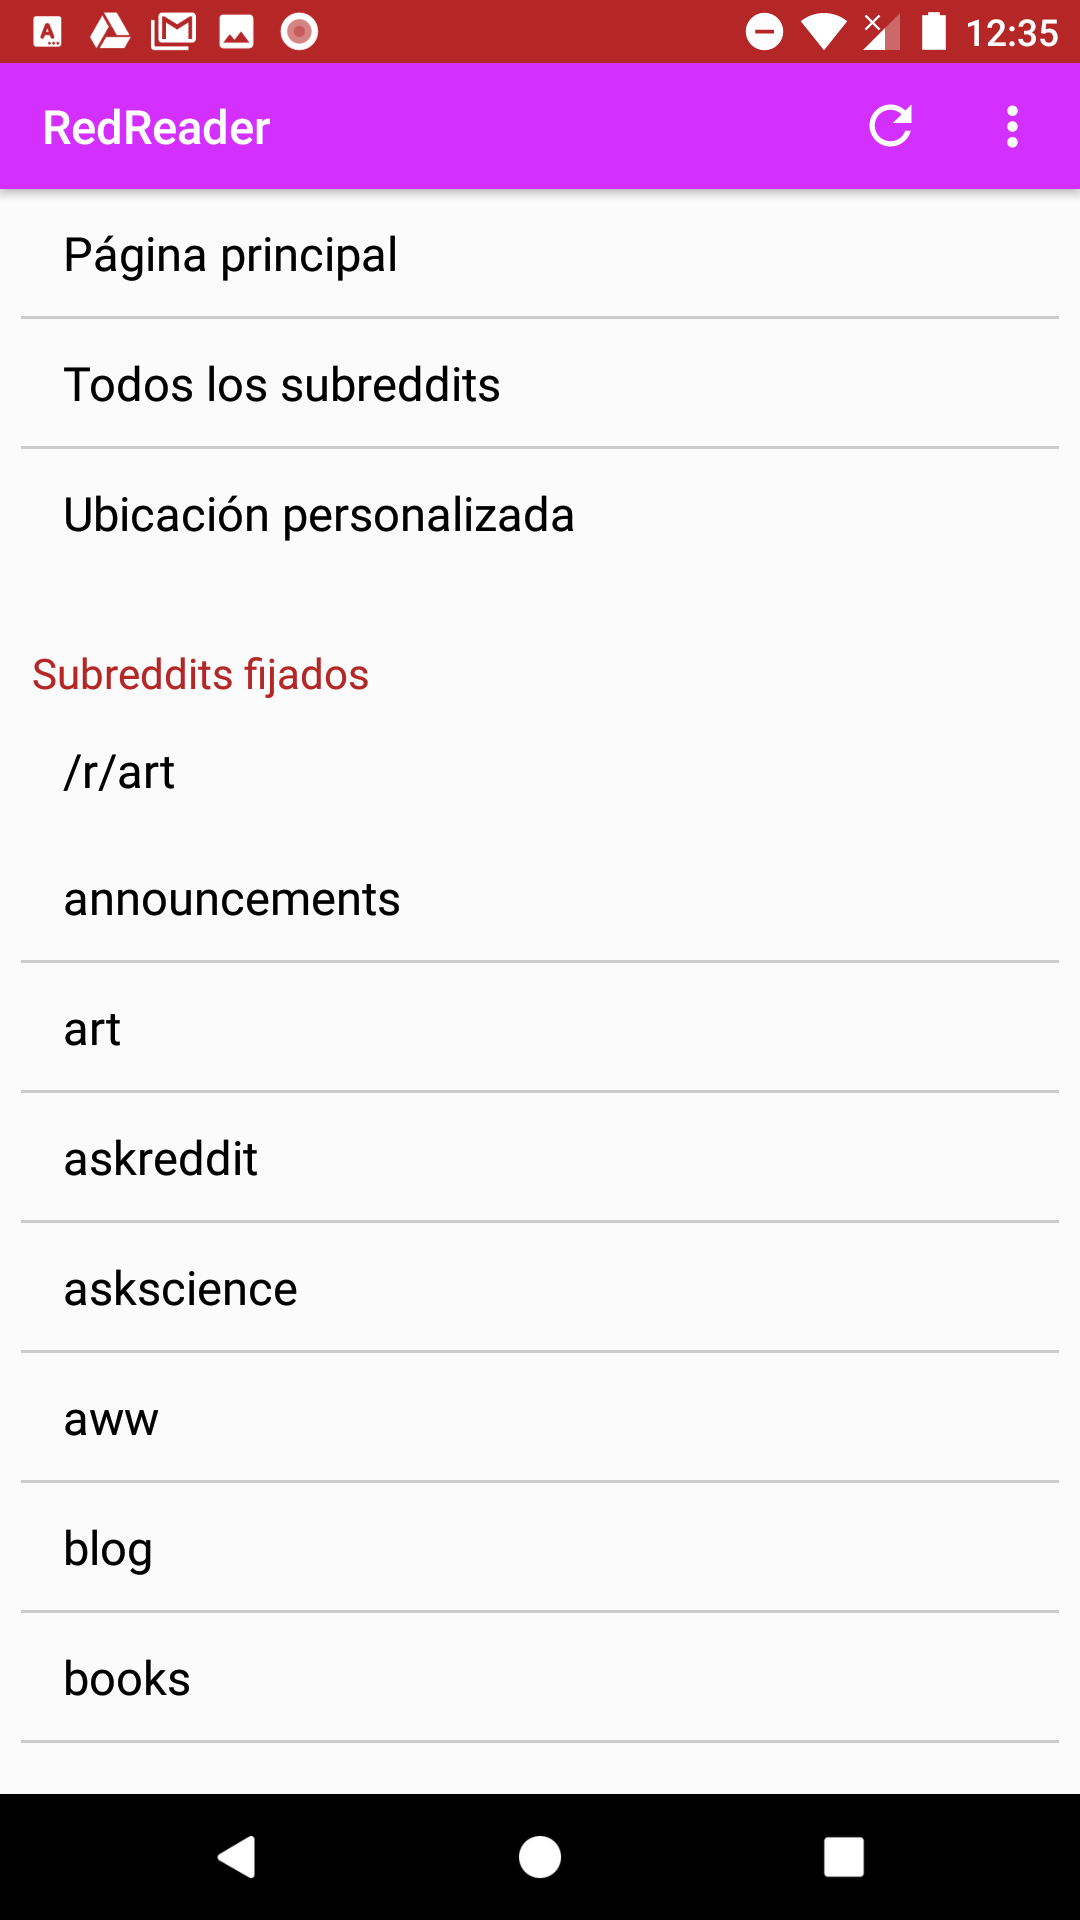 12:35
RedReader
Página principal
Todos los subreddits
Ubicación personalizada
Subreddits fijados
/r/art
announcements
art
askreddit
askscience
aww
blog
books